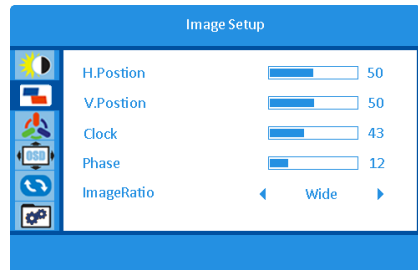 Image Setup
H.Postion 50
V.Postion 50
Clock 43
Phase 12
ImageRatio Wide
OSD